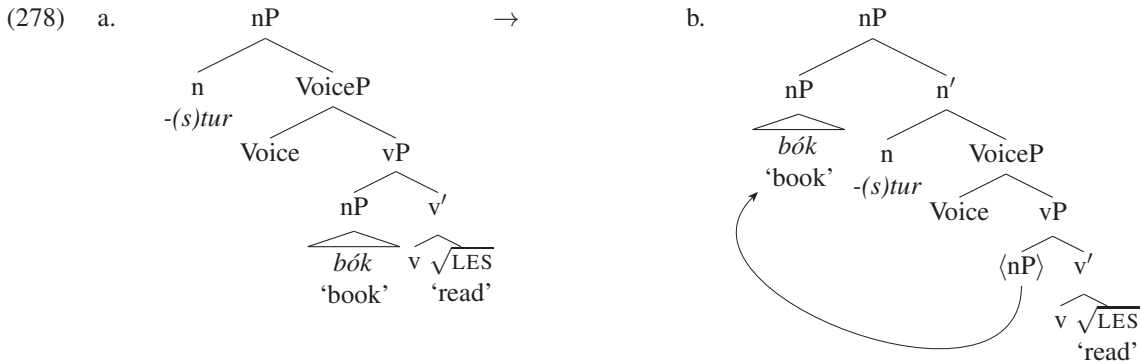 (278) a. nP → b. nP
n VoiceP nP n′
-(s)tur bók
Voice vP 'book' n VoiceP
-(s)tur
nP v′ Voice vP
bók v √LES ⟨nP⟩ v′
'book' 'read'
v √LES
'read'